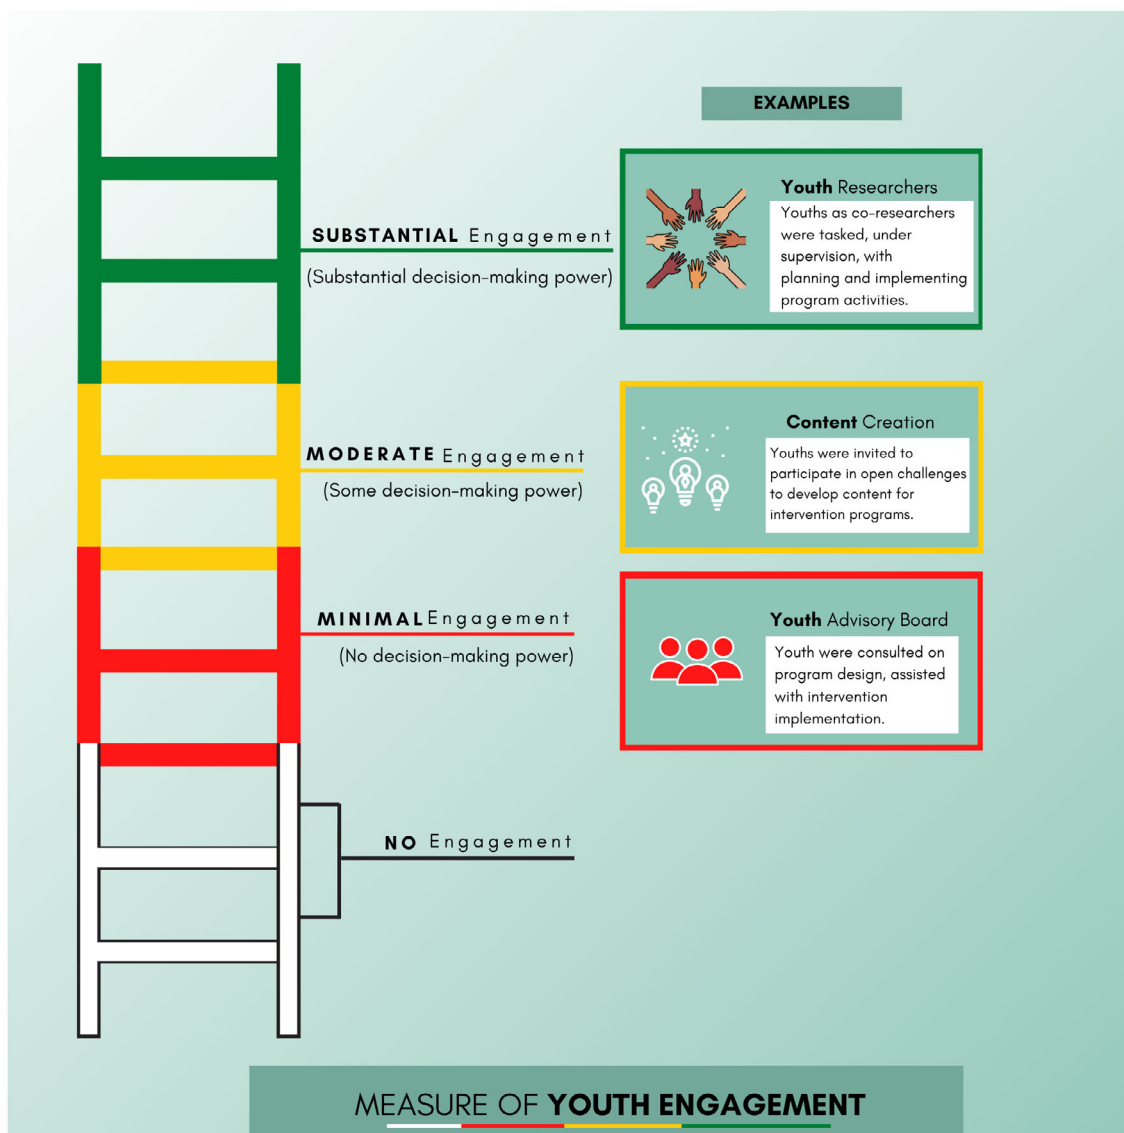 EXAMPLES
SUBSTANTIAL Engagement
(Substantial decision-making power)
Youth Researchers
Youths as co-researchers
were tasked, under
supervision, with
planning and implementing
program activities.
MODERATE Engagement
(Some decision-making power)
Content Creation
Youths were invited to
participate in open challenges
to develop content for
intervention programs.
MINIMAL Engagement
(No decision-making power)
Youth Advisory Board
Youth were consulted on
program design, assisted
with intervention
implementation.
NO Engagement
MEASURE OF YOUTH ENGAGEMENT